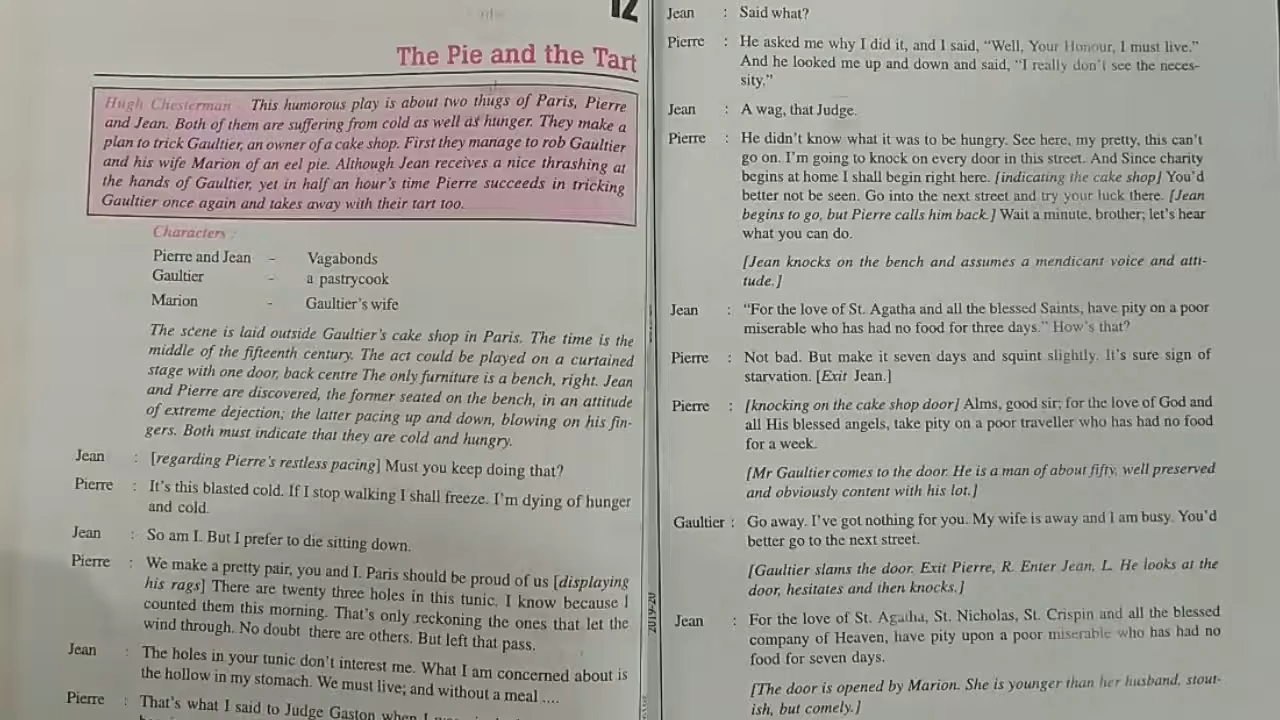 12
The Pie and the Tart
Hugh Chesterman - This humorous play is about two thugs of Paris, Pierre
and Jean. Both of them are suffering from cold as well as hunger. They make a
plan to trick Gaultier, an owner of a cake shop. First they manage to rob Gaultier
and his wife Marion of an eel pie. Although Jean receives a nice thrashing at
the hands of Gaultier, yet in half an hour's time Pierre succeeds in tricking
Gaultier once again and takes away with their tart too.
Characters :
Pierre and Jean - Vagabonds
Gaultier - a pastrycook
Marion - Gaultier's wife
The scene is laid outside Gaultier's cake shop in Paris. The time is the
middle of the fifteenth century. The act could be played on a curtained
stage with one door, back centre The only furniture is a bench, right. Jean
and Pierre are discovered, the former seated on the bench, in an attitude
of extreme dejection; the latter pacing up and down, blowing on his fin-
gers. Both must indicate that they are cold and hungry.
Jean : [regarding Pierre's restless pacing] Must you keep doing that?
Pierre : It's this blasted cold. If I stop walking I shall freeze. I'm dying of hunger
and cold.
Jean : So am I. But I prefer to die sitting down.
Pierre : We make a pretty pair, you and I. Paris should be proud of us [displaying
his rags] There are twenty three holes in this tunic. I know because I
counted them this morning. That's only reckoning the ones that let the
wind through. No doubt there are others. But left that pass.
Jean : The holes in your tunic don't interest me. What I am concerned about is
the hollow in my stomach. We must live; and without a meal ....
Pierre : That's what I said to Judge Gaston when I
2019-20
Jean : Said what?
Pierre : He asked me why I did it, and I said, "Well, Your Honour, I must live."
And he looked me up and down and said, "I really don't see the neces-
sity."
Jean : A wag, that Judge.
Pierre : He didn't know what it was to be hungry. See here, my pretty, this can't
go on. I'm going to knock on every door in this street. And Since charity
begins at home I shall begin right here. [indicating the cake shop] You'd
better not be seen. Go into the next street and try your luck there. [Jean
begins to go, but Pierre calls him back.] Wait a minute, brother; let's hear
what you can do.
[Jean knocks on the bench and assumes a mendicant voice and atti-
tude.]
Jean : "For the love of St. Agatha and all the blessed Saints, have pity on a poor
miserable who has had no food for three days." How's that?
Pierre : Not bad. But make it seven days and squint slightly. It's sure sign of
starvation. [Exit Jean.]
Pierre : [knocking on the cake shop door] Alms, good sir; for the love of God and
all His blessed angels, take pity on a poor traveller who has had no food
for a week.
[Mr Gaultier comes to the door. He is a man of about fifty, well preserved
and obviously content with his lot.]
Gaultier : Go away. I've got nothing for you. My wife is away and I am busy. You'd
better go to the next street.
[Gaultier slams the door. Exit Pierre, R. Enter Jean, L. He looks at the
door, hesitates and then knocks.]
Jean : For the love of St. Agatha, St. Nicholas, St. Crispin and all the blessed
company of Heaven, have pity upon a poor miserable who has had no
food for seven days.
[The door is opened by Marion. She is younger than her husband, stout-
ish, but comely.]